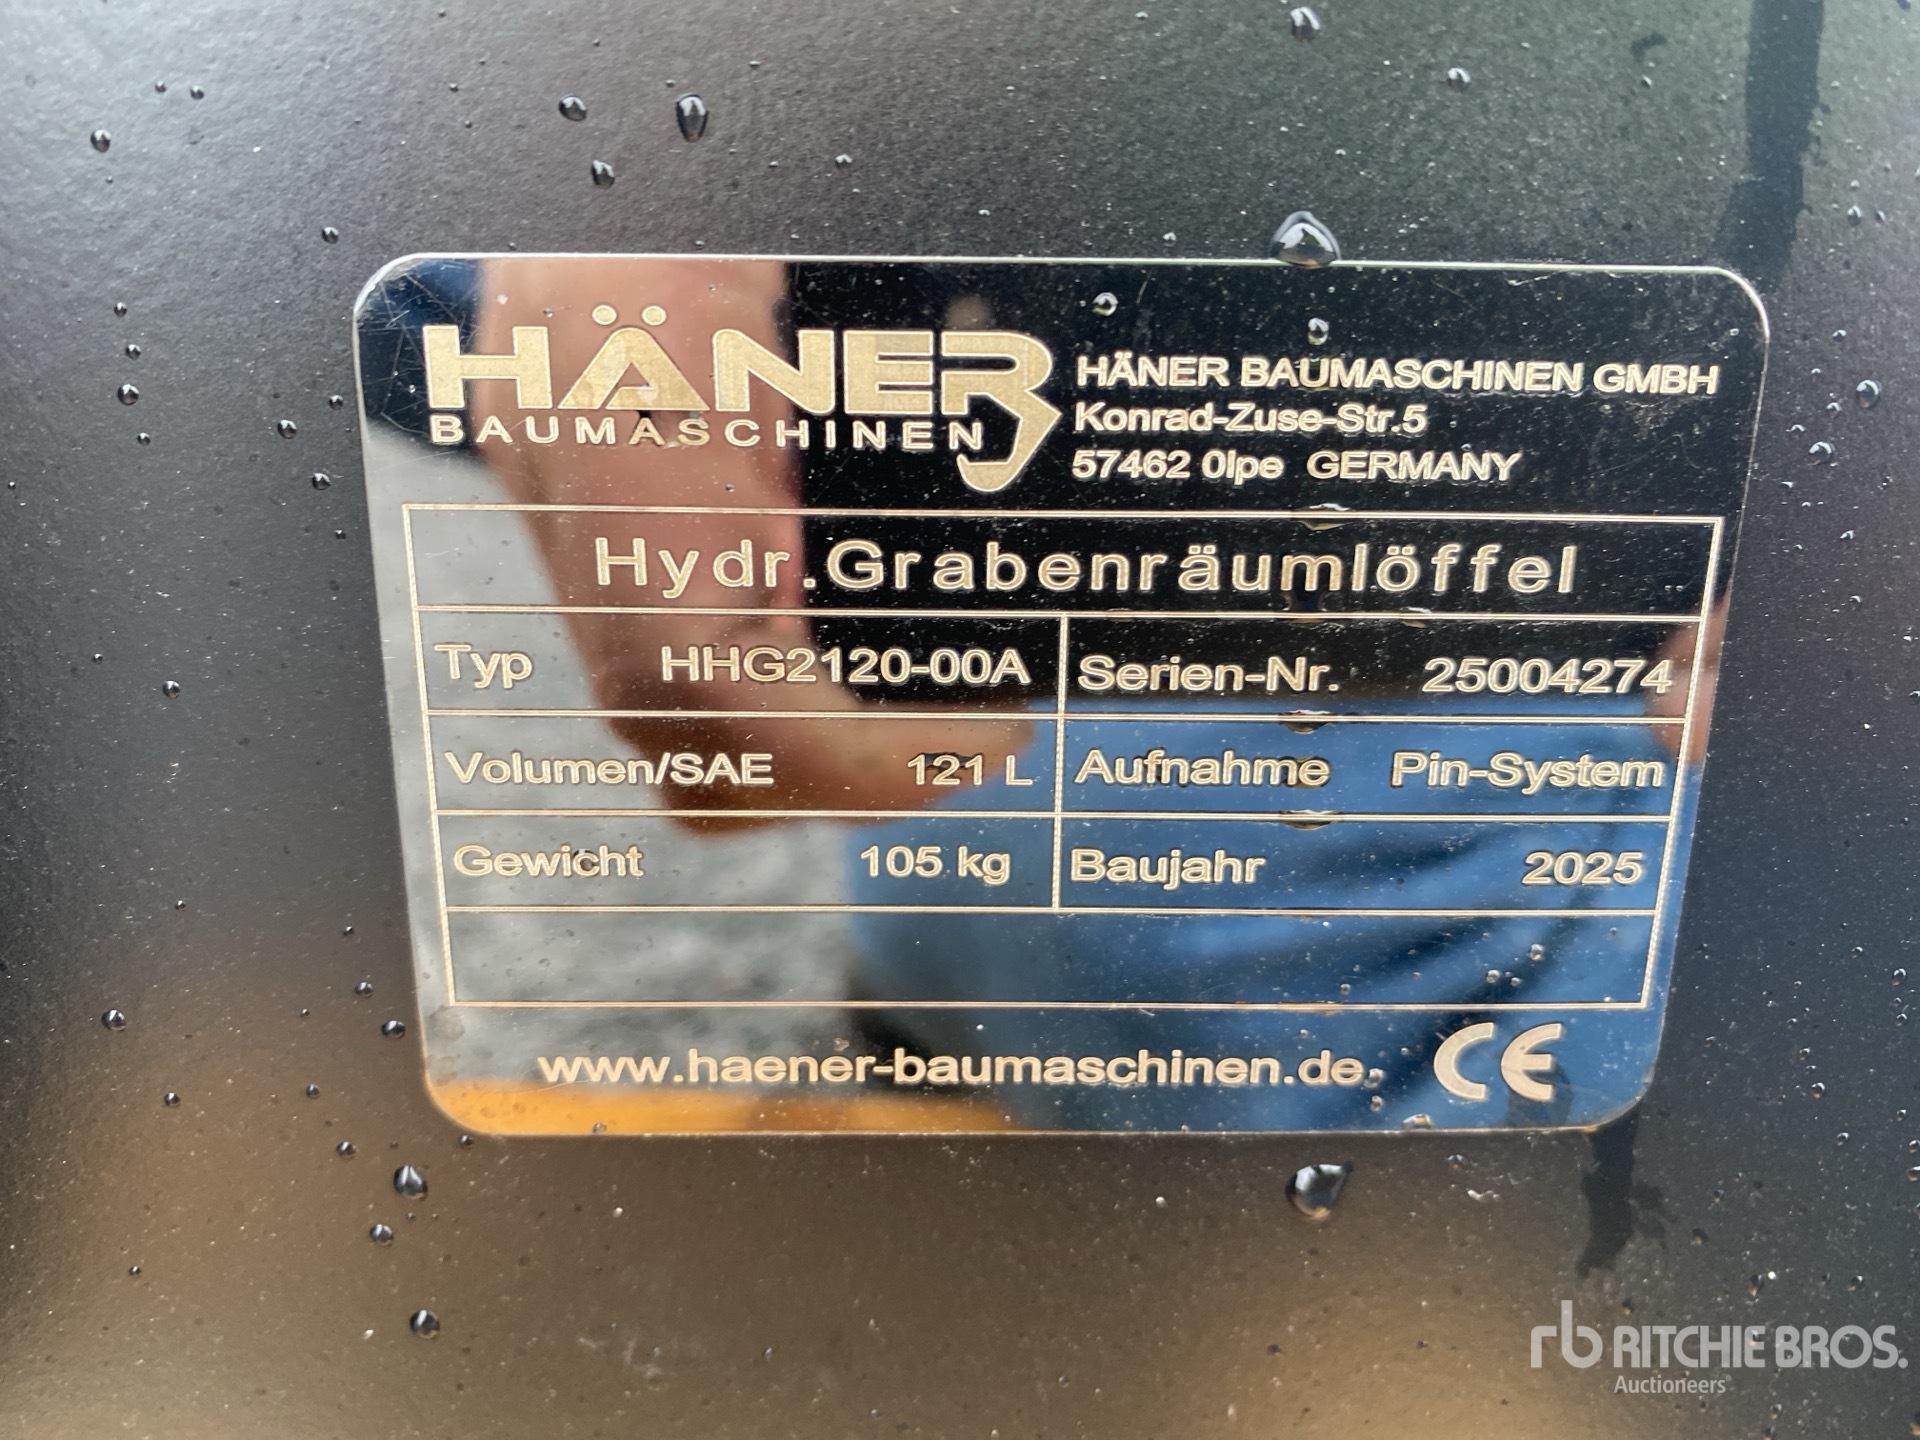 HÄNER
BAUMASCHINEN
HÄNER BAUMASCHINEN GMBH
Konrad-Zuse-Str.5
57462 Olpe GERMANY
Hydr.Grabenräumlöffel
Typ HHG2120-00A
Serien-Nr. 25004274
Volumen/SAE 121 L
Aufnahme Pin-System
Gewicht 105 kg
Baujahr 2025
www.haener-baumaschinen.de
CE
rb RITCHIE BROS.
Auctioneers